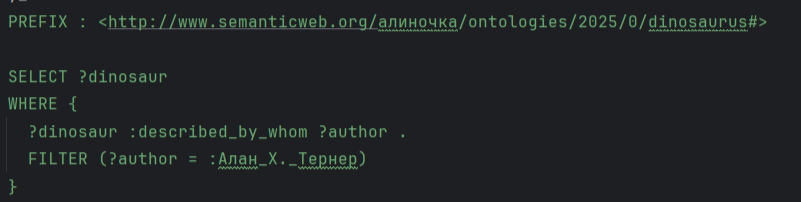 PREFIX : <http://www.semanticweb.org/алиночка/ontologies/2025/0/dinosaurus#>
SELECT ?dinosaur
WHERE {
?dinosaur :described_by_whom ?author .
FILTER (?author = :Алан_Х._Тернер)
}